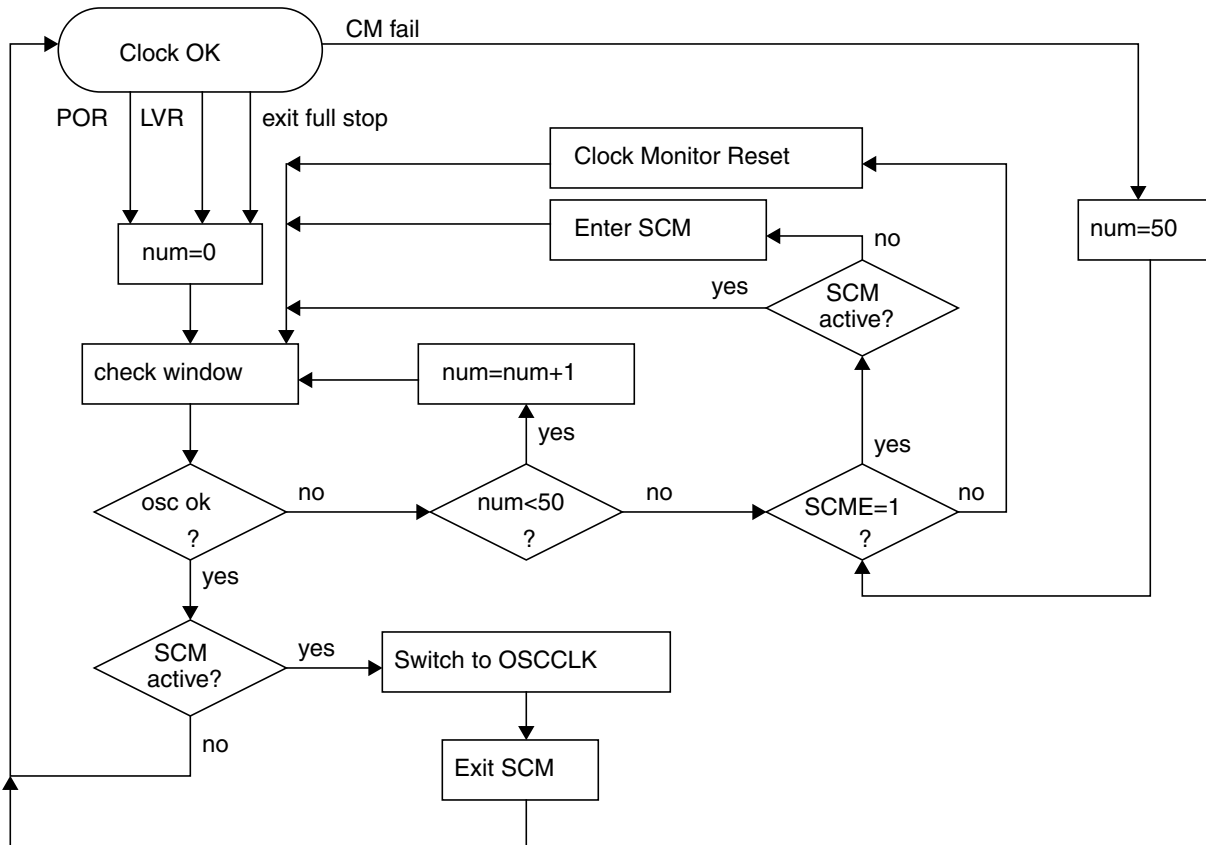 CM fail
Clock OK
POR
LVR
exit full stop
Clock Monitor Reset
Enter SCM
no
num=50
num=0
yes
SCM
active?
check window
num=num+1
yes
yes
osc ok
?
no
num<50
?
no
SCME=1
?
no
yes
SCM
active?
yes
Switch to OSCCLK
no
Exit SCM